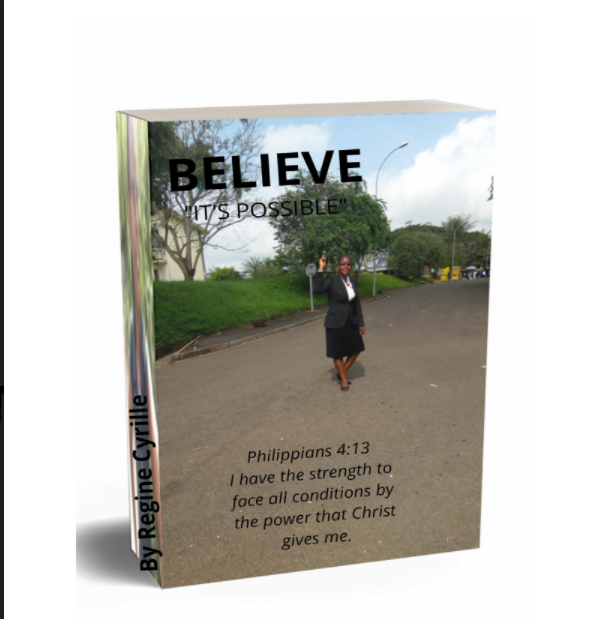 BELIEVE
"IT'S POSSIBLE"
Philippians 4:13
I have the strength to
face all conditions by
the power that Christ
gives me.
By Regine Cyrille